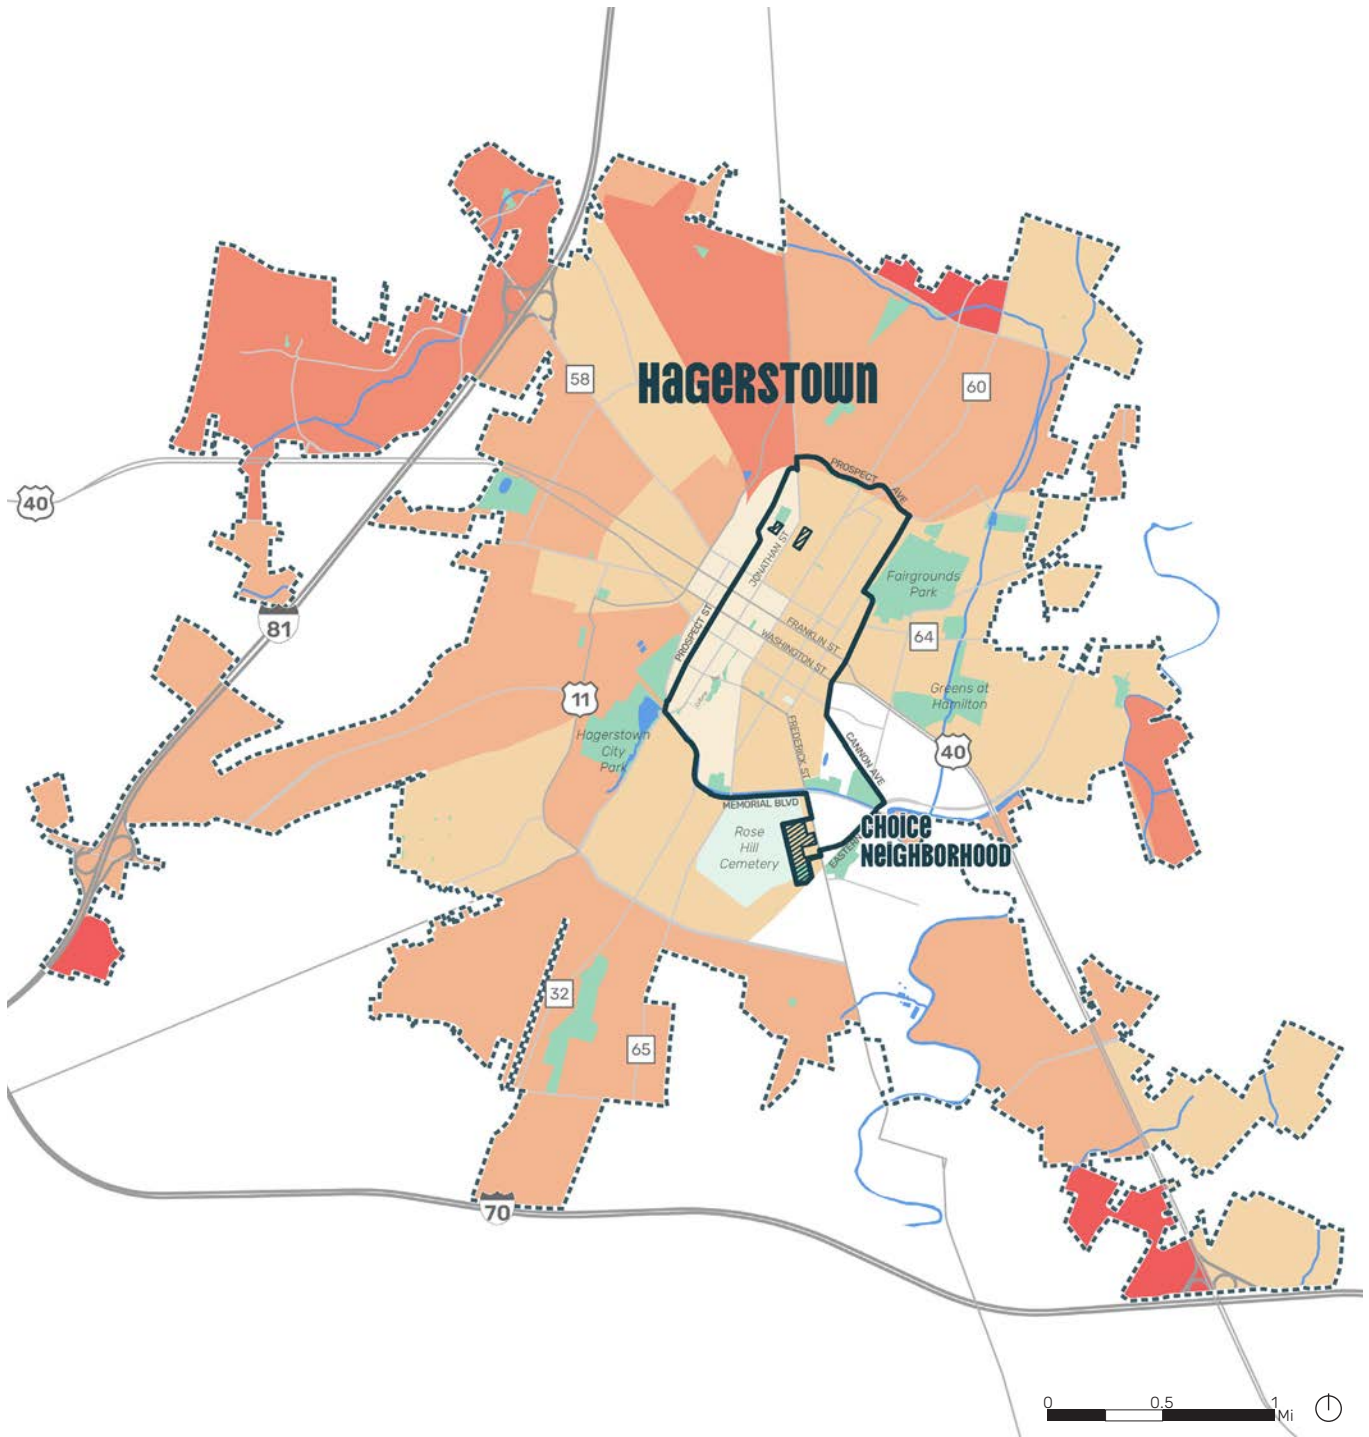 HAGERSTOWN
58
60
40
PROSPECT AVE
JONATHAN ST
Fairgrounds
Park
81
PROSPECT ST
FRANKLIN ST
WASHINGTON ST
64
11
Greens at
Hamilton
Hagerstown
City
Park
FREDERICK ST
CANNON AVE
40
MEMORIAL BLVD
Rose
Hill
Cemetery
EASTERN
CHOICE
NEIGHBORHOOD
32
65
70
0 0.5 1
Mi